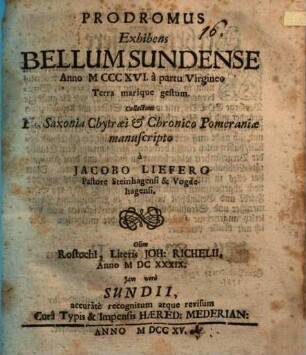 16.
PRODROMUS
Exhibens
BELLUM SUNDENSE
Anno M CCC XVI. à partu Virgineo
Terra marique gestum.
Collectum
Saxonia Chytræi & Chronico Pomeraniæ
manuscripto
à
JACOBO LIEFERO
Pastore Steinhagensi & Vogde-
hagensi,
Olim
Rostochl, Literis JOH: RICHELII,
Anno M DC XXXIX.
Jam verò
SUNDII,
accuratè recognitum atque revisum
Curâ Typis & Impensis HÆRED: MEDERIAN:
ANNO M DCC XV.